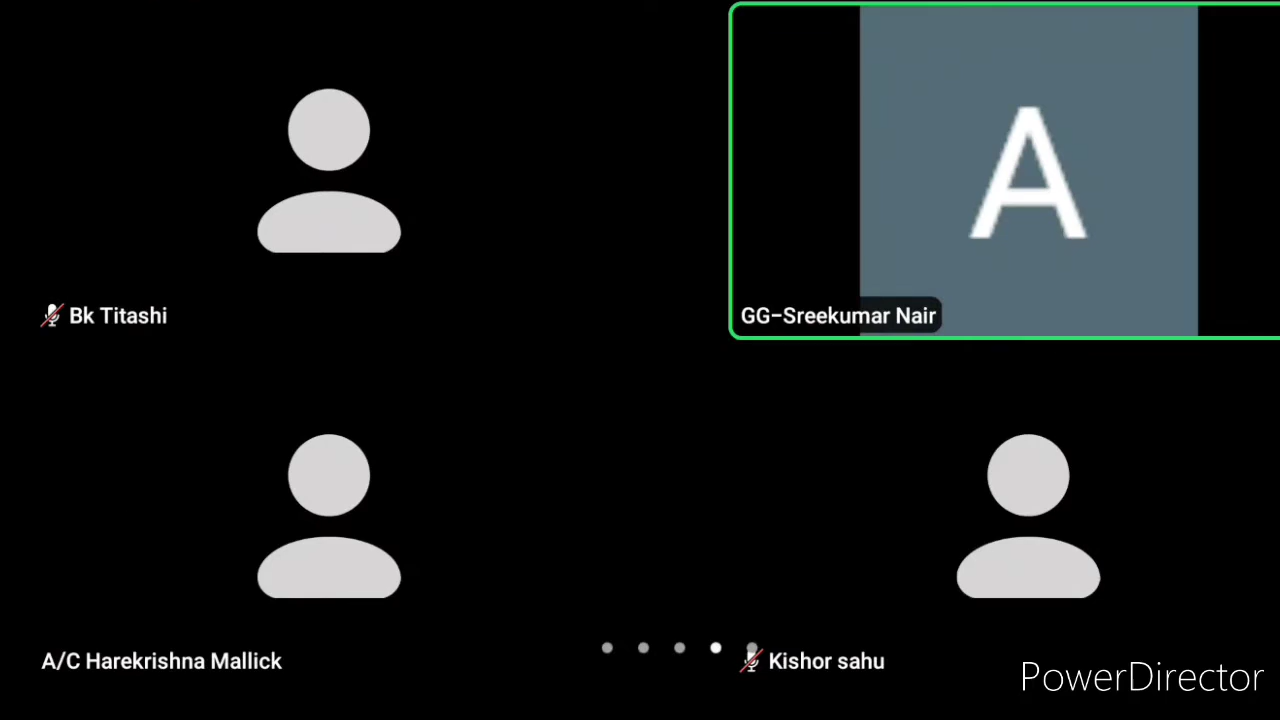 A
Bk Titashi
GG-Sreekumar Nair
A/C Harekrishna Mallick
Kishor sahu
PowerDirector